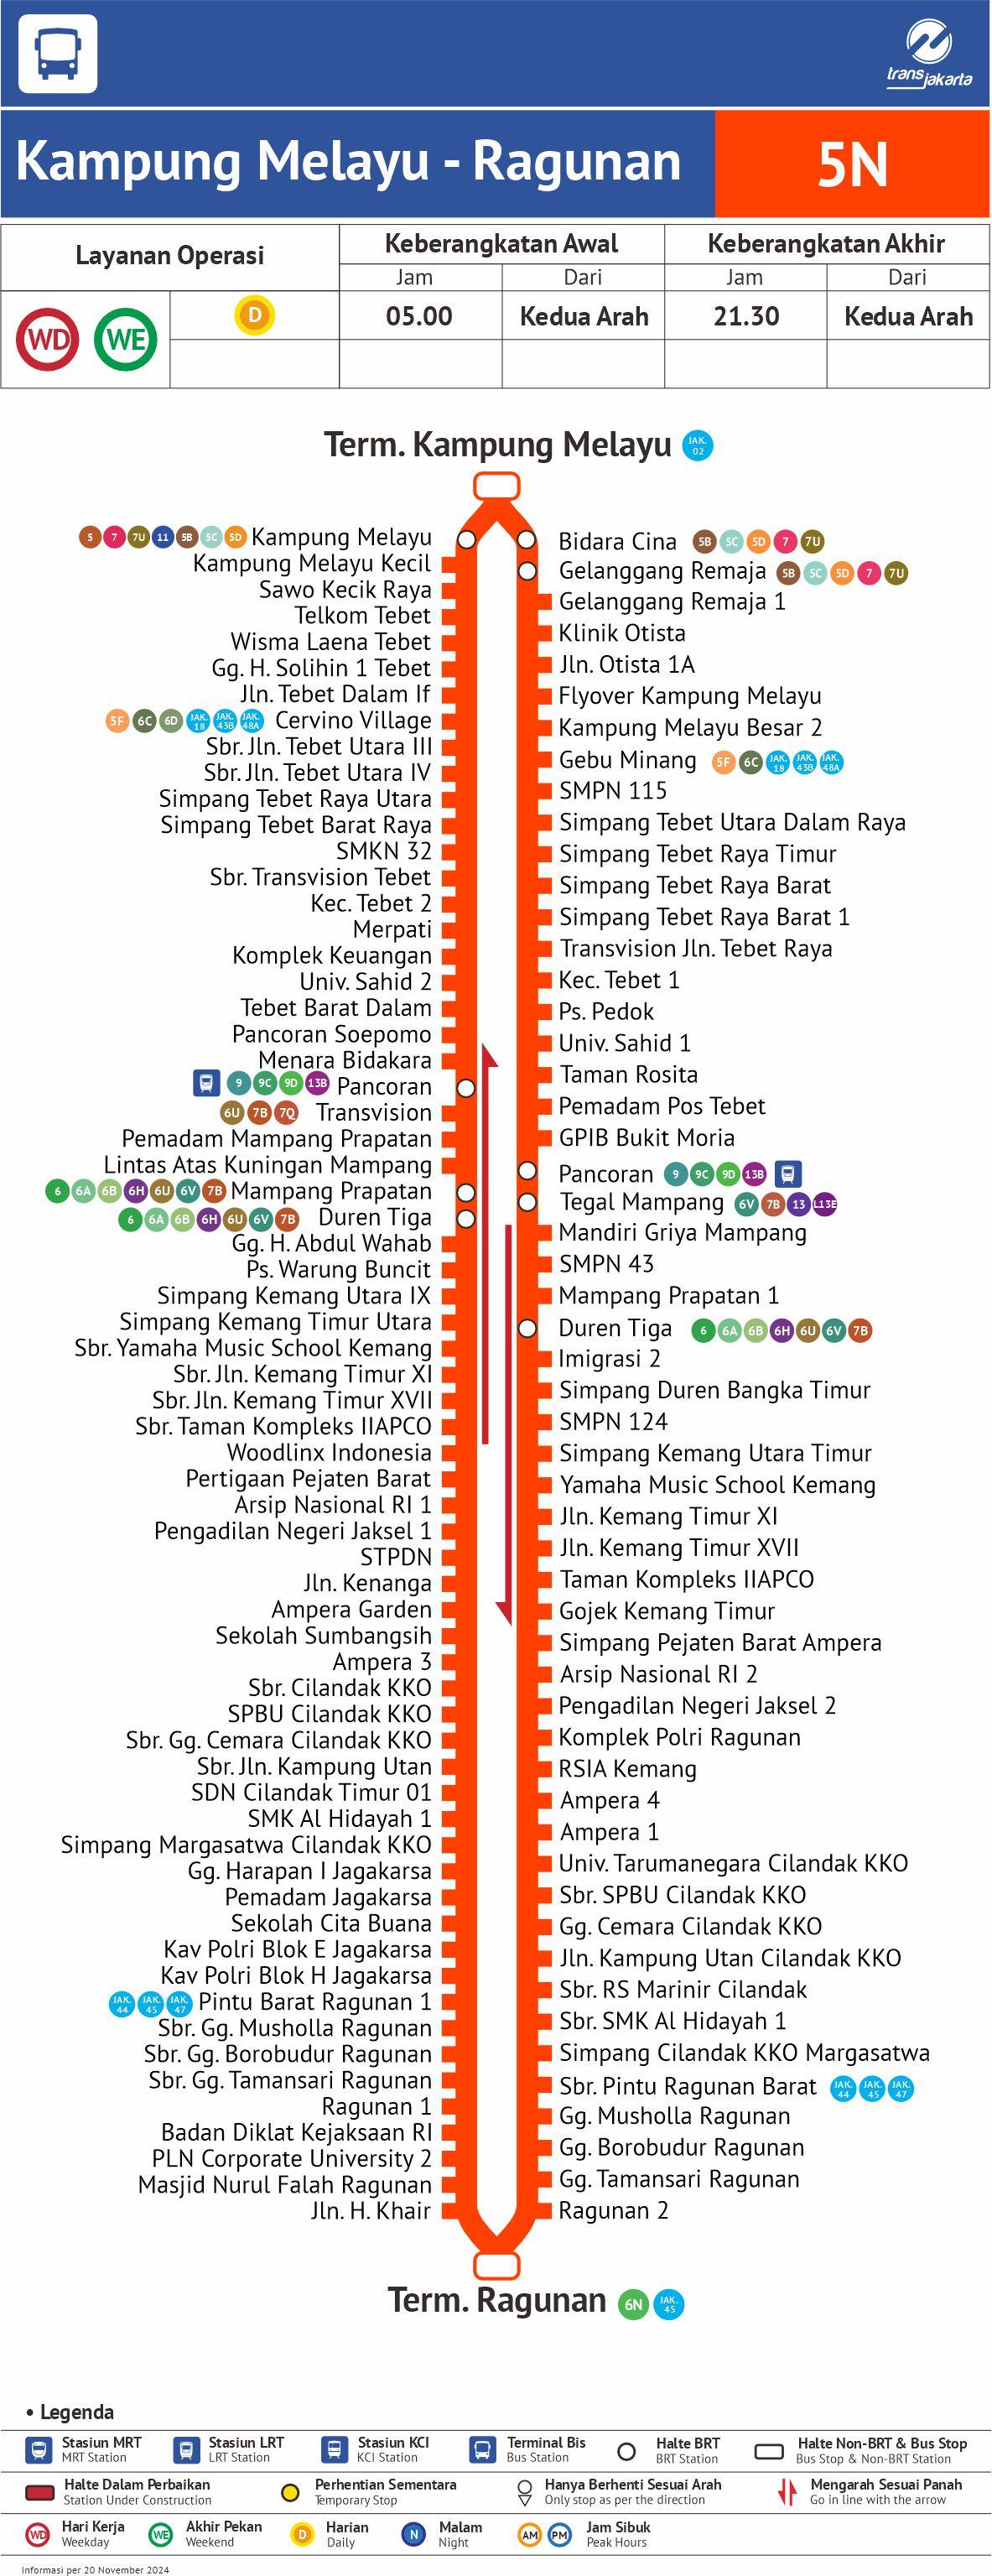 trans
jakarta
Kampung Melayu - Ragunan
5N
Layanan Operasi
Keberangkatan Awal
Keberangkatan Akhir
Jam
Dari
Jam
Dari
WD
WE
D
05.00
Kedua Arah
21.30
Kedua Arah
Term. Kampung Melayu JAK. 02
5 7 7U 11 5B 5C 5D Kampung Melayu
Kampung Melayu Kecil
Sawo Kecik Raya
Telkom Tebet
Wisma Laena Tebet
Gg. H. Solihin 1 Tebet
Jln. Tebet Dalam If
5F 6C 6D JAK. 18 JAK. 43B JAK. 48A Cervino Village
Sbr. Jln. Tebet Utara III
Sbr. Jln. Tebet Utara IV
Simpang Tebet Raya Utara
Simpang Tebet Barat Raya
SMKN 32
Sbr. Transvision Tebet
Kec. Tebet 2
Merpati
Komplek Keuangan
Univ. Sahid 2
Tebet Barat Dalam
Pancoran Soepomo
Menara Bidakara
9 9C 9D 13B Pancoran
6U 7B 7Q Transvision
Pemadam Mampang Prapatan
Lintas Atas Kuningan Mampang
6 6A 6B 6H 6U 6V 7B Mampang Prapatan
6 6A 6B 6H 6U 6V 7B Duren Tiga
Gg. H. Abdul Wahab
Ps. Warung Buncit
Simpang Kemang Utara IX
Simpang Kemang Timur Utara
Sbr. Yamaha Music School Kemang
Sbr. Jln. Kemang Timur XI
Sbr. Jln. Kemang Timur XVII
Sbr. Taman Kompleks IIAPCO
Woodlinx Indonesia
Pertigaan Pejaten Barat
Arsip Nasional RI 1
Pengadilan Negeri Jaksel 1
STPDN
Jln. Kenanga
Ampera Garden
Sekolah Sumbangsih
Ampera 3
Sbr. Cilandak KKO
SPBU Cilandak KKO
Sbr. Gg. Cemara Cilandak KKO
Sbr. Jln. Kampung Utan
SDN Cilandak Timur 01
SMK Al Hidayah 1
Simpang Margasatwa Cilandak KKO
Gg. Harapan I Jagakarsa
Pemadam Jagakarsa
Sekolah Cita Buana
Kav Polri Blok E Jagakarsa
Kav Polri Blok H Jagakarsa
JAK. 44 JAK. 45 JAK. 47 Pintu Barat Ragunan 1
Sbr. Gg. Musholla Ragunan
Sbr. Gg. Borobudur Ragunan
Sbr. Gg. Tamansari Ragunan
Ragunan 1
Badan Diklat Kejaksaan RI
PLN Corporate University 2
Masjid Nurul Falah Ragunan
Jln. H. Khair
Bidara Cina 5B 5C 5D 7 7U
Gelanggang Remaja 5B 5C 5D 7 7U
Gelanggang Remaja 1
Klinik Otista
Jln. Otista 1A
Flyover Kampung Melayu
Kampung Melayu Besar 2
Gebu Minang 5F 6C JAK. 18 JAK. 43B JAK. 48A
SMPN 115
Simpang Tebet Utara Dalam Raya
Simpang Tebet Raya Timur
Simpang Tebet Raya Barat
Simpang Tebet Raya Barat 1
Transvision Jln. Tebet Raya
Kec. Tebet 1
Ps. Pedok
Univ. Sahid 1
Taman Rosita
Pemadam Pos Tebet
GPIB Bukit Moria
Pancoran 9 9C 9D 13B
Tegal Mampang 6V 7B 13 L13E
Mandiri Griya Mampang
SMPN 43
Mampang Prapatan 1
Duren Tiga 6 6A 6B 6H 6U 6V 7B
Imigrasi 2
Simpang Duren Bangka Timur
SMPN 124
Simpang Kemang Utara Timur
Yamaha Music School Kemang
Jln. Kemang Timur XI
Jln. Kemang Timur XVII
Taman Kompleks IIAPCO
Gojek Kemang Timur
Simpang Pejaten Barat Ampera
Arsip Nasional RI 2
Pengadilan Negeri Jaksel 2
Komplek Polri Ragunan
RSIA Kemang
Ampera 4
Ampera 1
Univ. Tarumanegara Cilandak KKO
Sbr. SPBU Cilandak KKO
Gg. Cemara Cilandak KKO
Jln. Kampung Utan Cilandak KKO
Sbr. RS Marinir Cilandak
Sbr. SMK Al Hidayah 1
Simpang Cilandak KKO Margasatwa
Sbr. Pintu Ragunan Barat JAK. 44 JAK. 45 JAK. 47
Gg. Musholla Ragunan
Gg. Borobudur Ragunan
Gg. Tamansari Ragunan
Ragunan 2
Term. Ragunan 6N JAK. 45
• Legenda
Stasiun MRT
MRT Station
Stasiun LRT
LRT Station
Stasiun KCI
KCI Station
Terminal Bis
Bus Station
Halte BRT
BRT Station
Halte Non-BRT & Bus Stop
Bus Stop & Non-BRT Station
Halte Dalam Perbaikan
Station Under Construction
Perhentian Sementara
Temporary Stop
Hanya Berhenti Sesuai Arah
Only stop as per the direction
Mengarah Sesuai Panah
Go in line with the arrow
WD Hari Kerja
Weekday
WE Akhir Pekan
Weekend
D Harian
Daily
N Malam
Night
AM PM Jam Sibuk
Peak Hours
Informasi per 20 November 2024